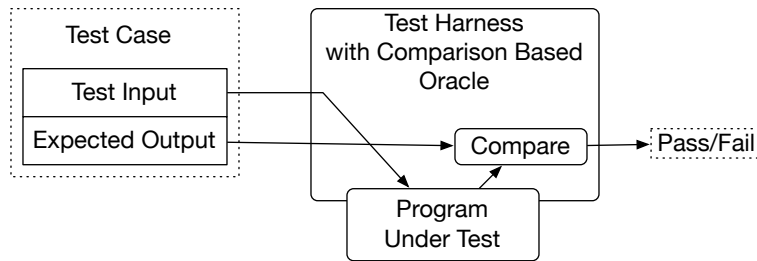 Test Case
Test Input
Expected Output
Test Harness
with Comparison Based
Oracle
Compare
Pass/Fail
Program
Under Test